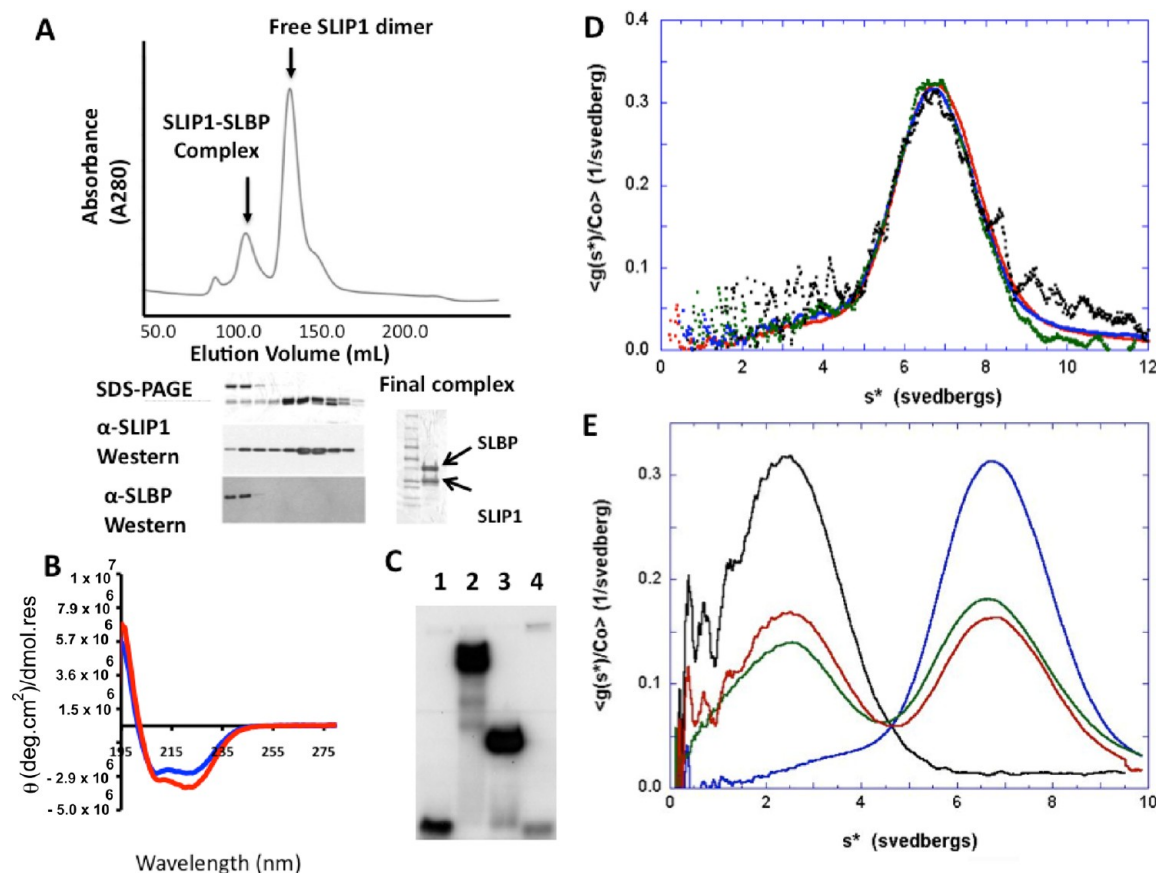 A
Free SLIP1 dimer
SLIP1-SLBP
Complex
Absorbance
(A280)
50.0 100.0 150.0 200.0
Elution Volume (mL)
SDS-PAGE
α-SLIP1
Western
α-SLBP
Western
Final complex
SLBP
SLIP1
B
7
1 x 10
6
7.9 x 10
6
5.7 x 10
6
3.6 x 10
6
1.5 x 10
6
-2.9 x 10
6
-5.0 x 10
6
θ (deg.cm²)/dmol.res
195 215 235 255 275
Wavelength (nm)
C
1 2 3 4
D
<g(s*)/Co> (1/svedberg)
0.3
0.2
0.1
0.0
0 2 4 6 8 10 12
s* (svedbergs)
E
<g(s*)/Co> (1/svedberg)
0.3
0.2
0.1
0.0
0 2 4 6 8 10
s* (svedbergs)